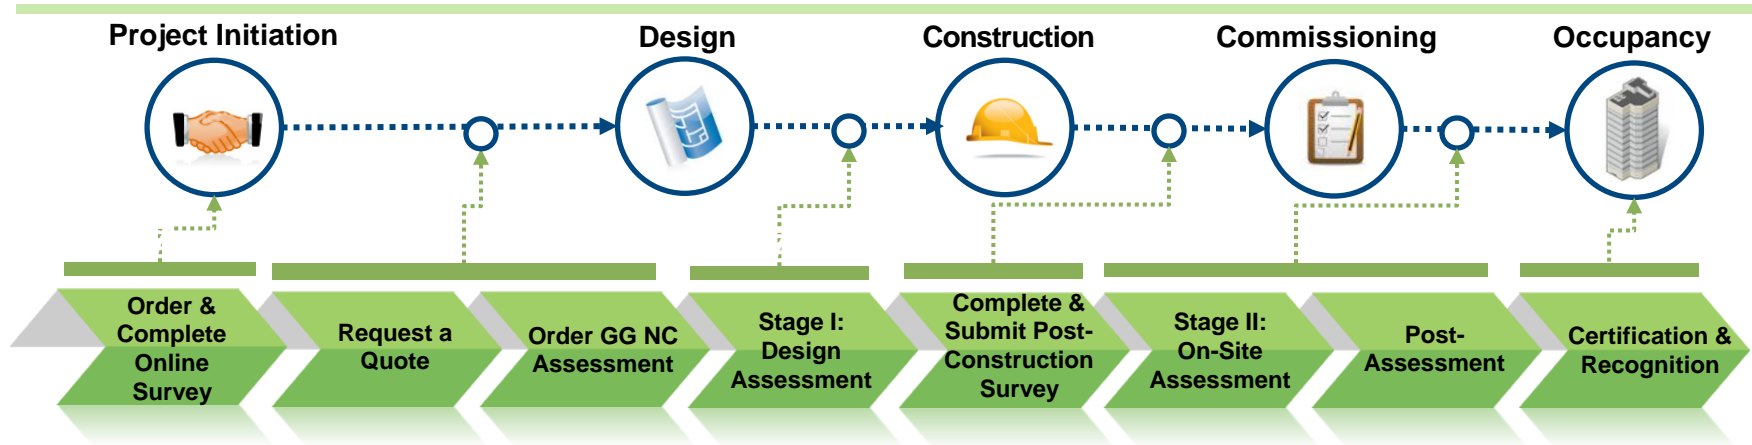 Project Initiation
Design
Construction
Commissioning
Occupancy
Order &
Complete
Online
Survey
Request a
Quote
Order GG NC
Assessment
Stage I:
Design
Assessment
Complete &
Submit Post-
Construction
Survey
Stage II:
On-Site
Assessment
Post-
Assessment
Certification &
Recognition